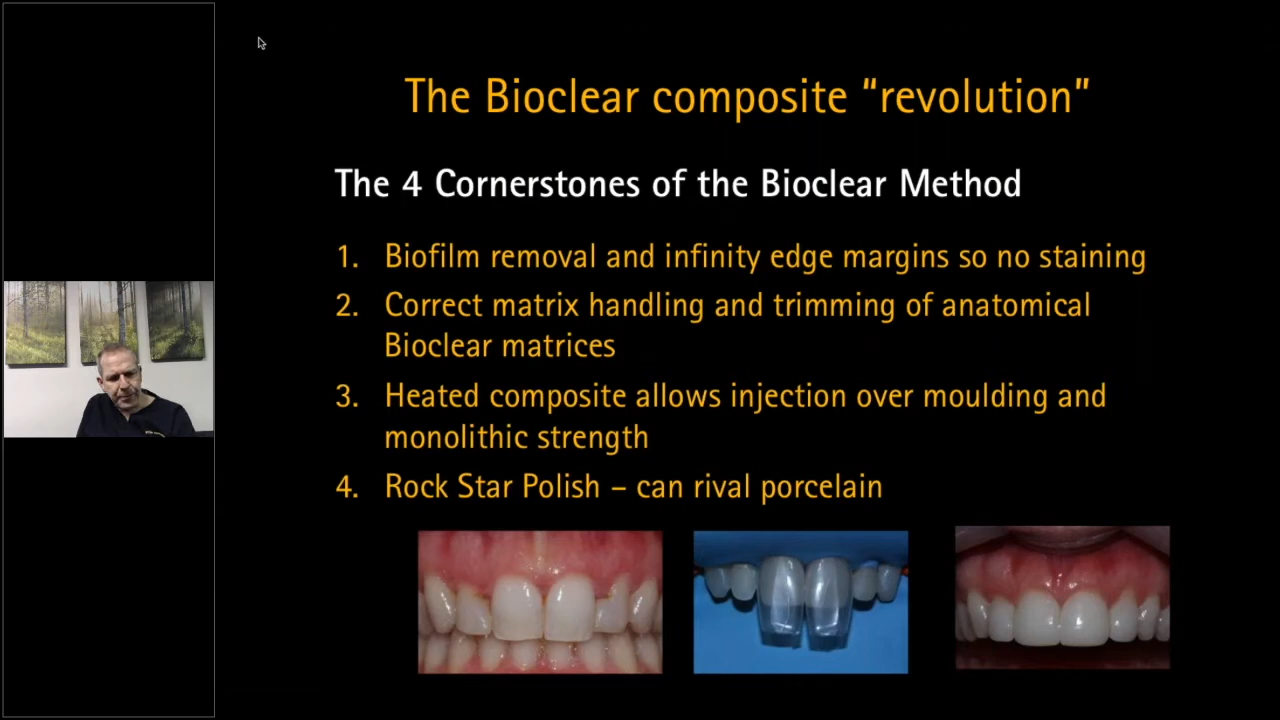 The Bioclear composite “revolution”
The 4 Cornerstones of the Bioclear Method
1. Biofilm removal and infinity edge margins so no staining
2. Correct matrix handling and trimming of anatomical
Bioclear matrices
3. Heated composite allows injection over moulding and
monolithic strength
4. Rock Star Polish – can rival porcelain